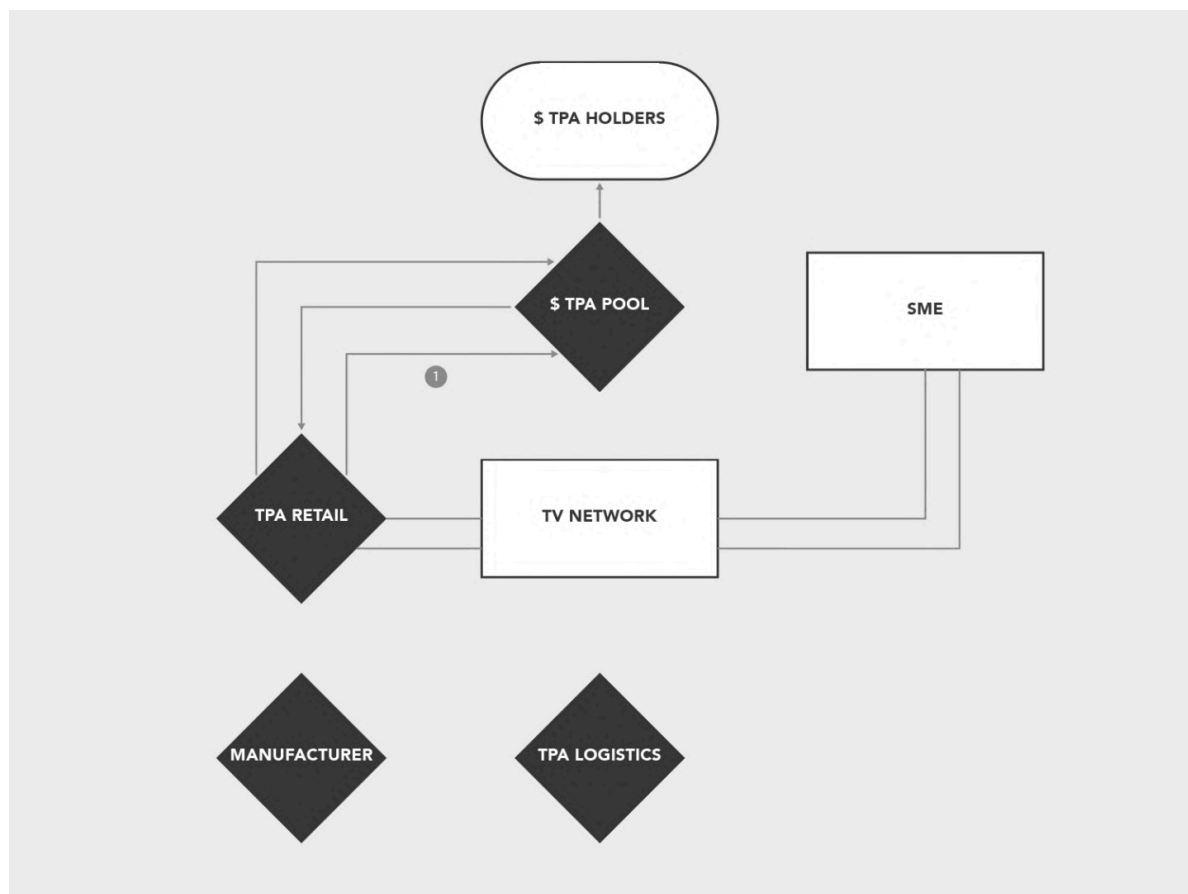 $ TPA HOLDERS
$ TPA POOL
SME
1
TPA RETAIL
TV NETWORK
MANUFACTURER
TPA LOGISTICS